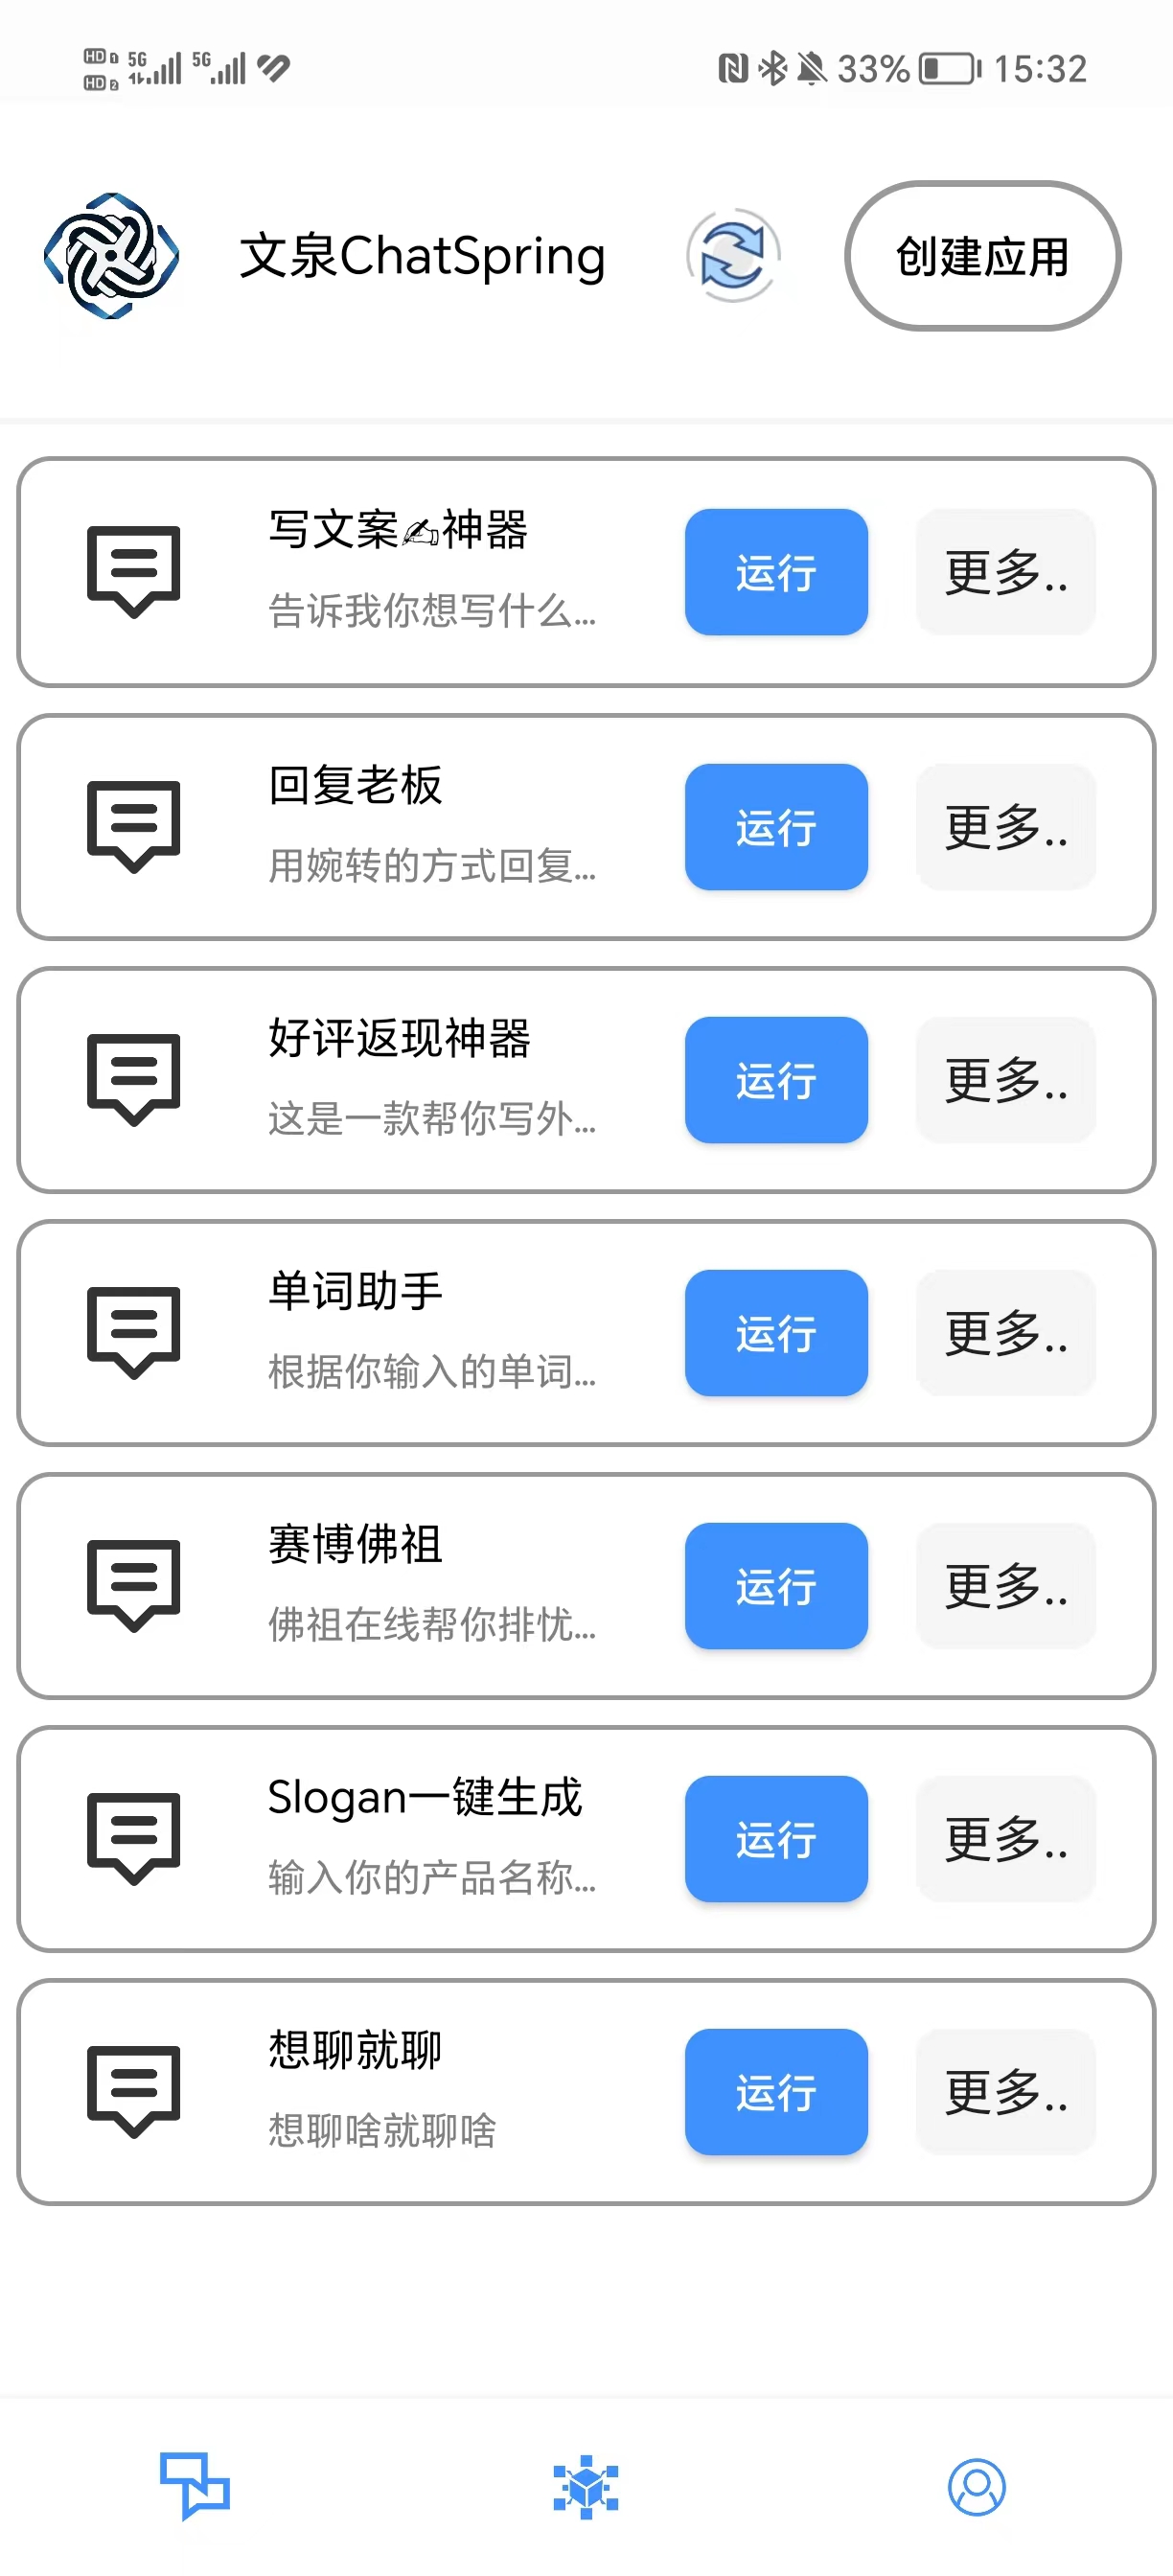 HD 1 5G 5G
HD 2
33% 15:32
文泉ChatSpring
创建应用
写文案✍神器
告诉我你想写什么...
运行
更多..
回复老板
用婉转的方式回复...
运行
更多..
好评返现神器
这是一款帮你写外...
运行
更多..
单词助手
根据你输入的单词...
运行
更多..
赛博佛祖
佛祖在线帮你排忧...
运行
更多..
Slogan一键生成
输入你的产品名称...
运行
更多..
想聊就聊
想聊啥就聊啥
运行
更多..